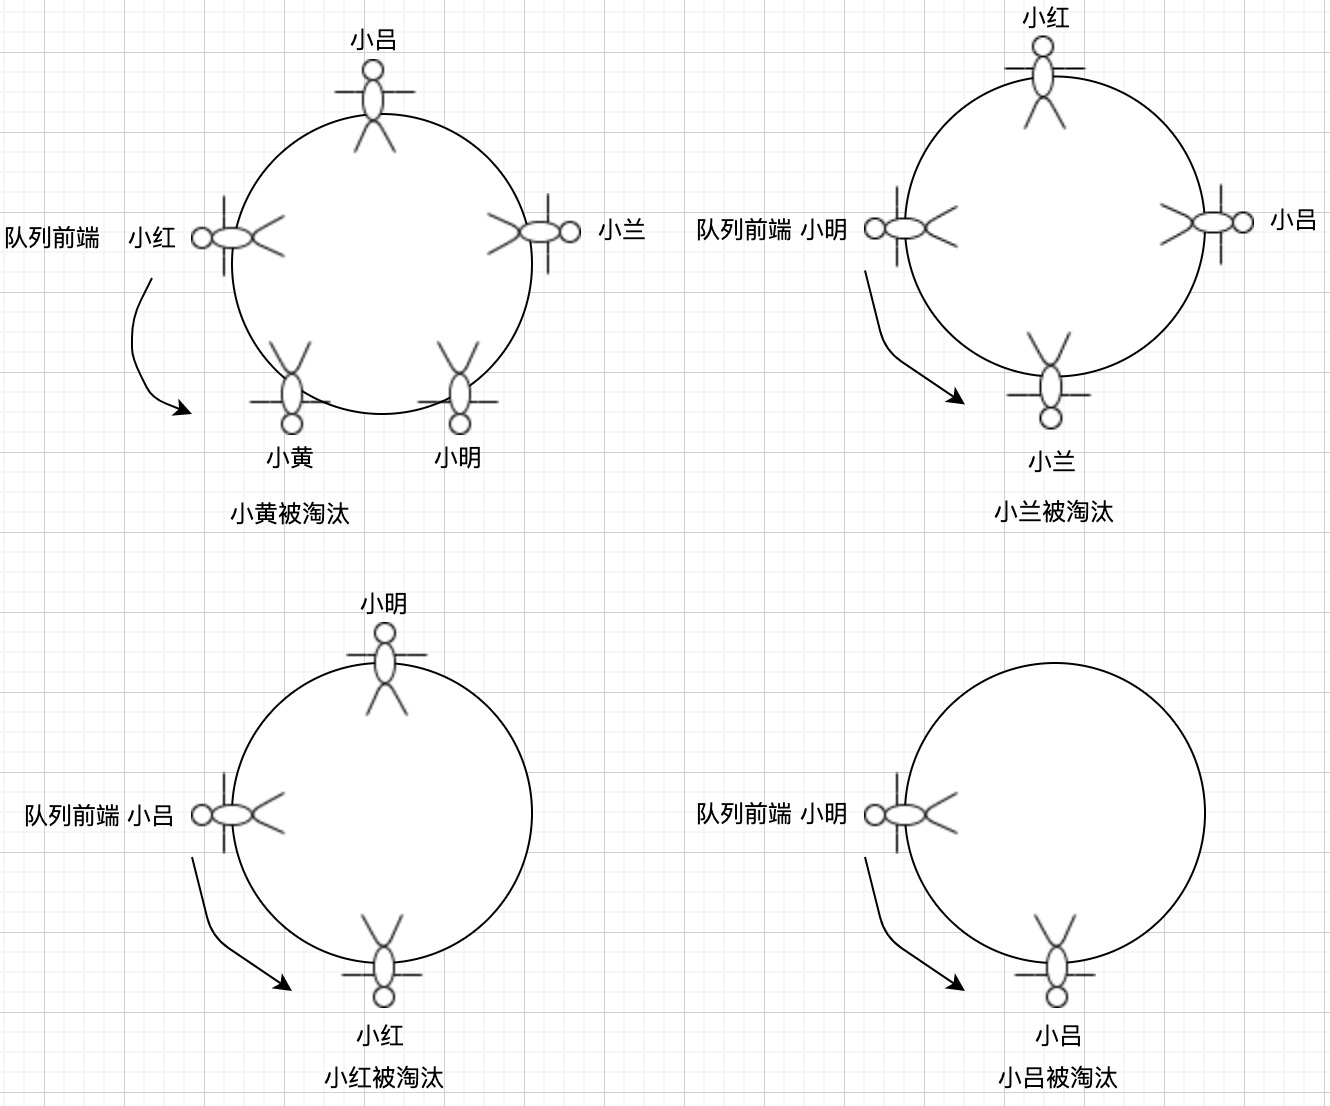 小吕
队列前端 小红
小兰
小黄
小明
小黄被淘汰
小红
队列前端 小明
小吕
小兰
小兰被淘汰
小明
队列前端 小吕
小红
小红被淘汰
队列前端 小明
小吕
小吕被淘汰